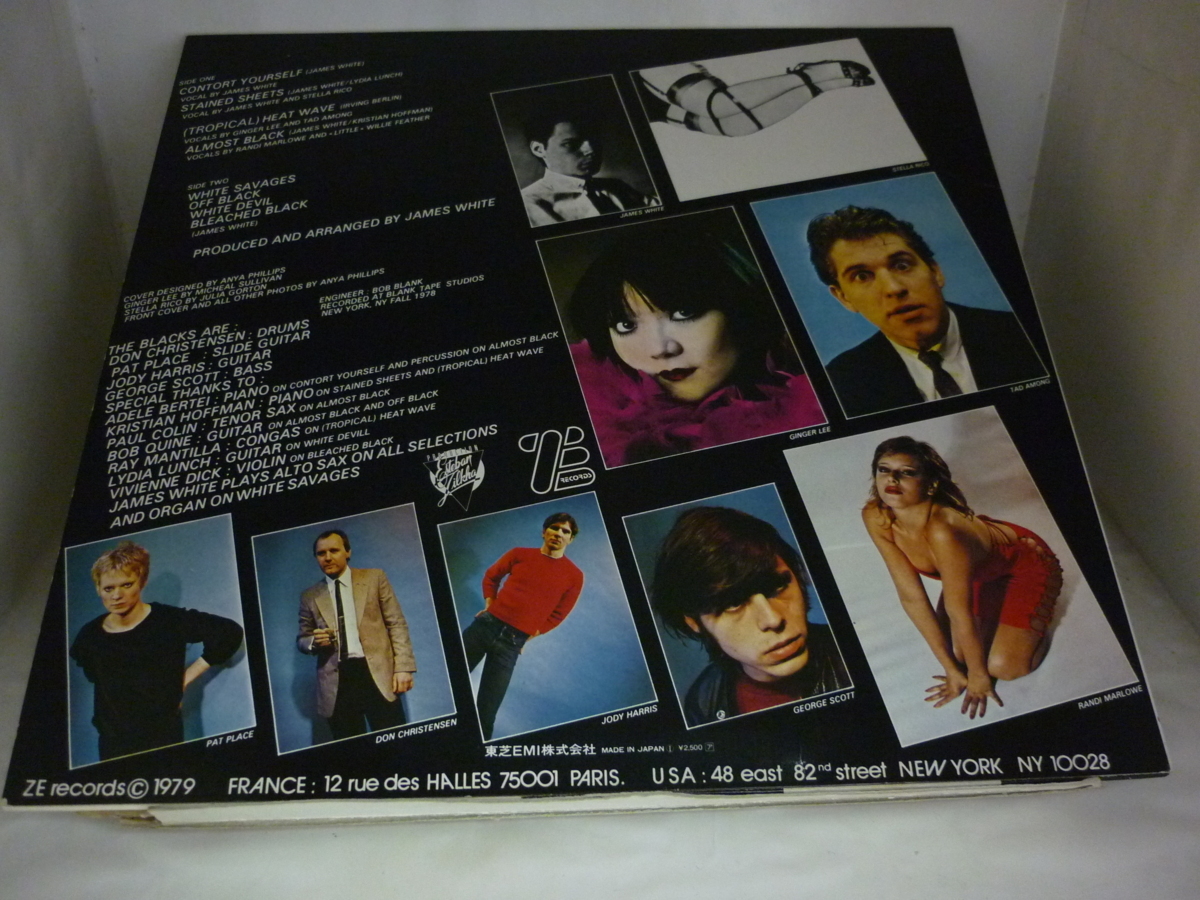 SIDE ONE
CONTORT YOURSELF (JAMES WHITE)
VOCAL BY JAMES WHITE
STAINED SHEETS (JAMES WHITE/LYDIA LUNCH)
VOCAL BY JAMES WHITE AND STELLA RICO
(TROPICAL) HEAT WAVE (IRVING BERLIN)
VOCALS BY GINGER LEE AND TAD AMONG
ALMOST BLACK (JAMES WHITE/KRISTIAN HOFFMAN)
VOCALS BY RANDI MARLOWE AND «LITTLE» WILLIE FEATHER
SIDE TWO
WHITE SAVAGES
OFF BLACK
WHITE DEVIL
BLEACHED BLACK
(JAMES WHITE)
PRODUCED AND ARRANGED BY JAMES WHITE
COVER DESIGNED BY ANYA PHILLIPS
GINGER LEE BY MICHEAL SULLIVAN
STELLA RICO BY JULIA GORTON
FRONT COVER AND ALL OTHER PHOTOS BY ANYA PHILLIPS
ENGINEER : BOB BLANK
RECORDED AT BLANK TAPE STUDIOS
NEW YORK, NY FALL 1978
THE BLACKS ARE :
DON CHRISTENSEN : DRUMS
PAT PLACE : SLIDE GUITAR
JODY HARRIS : GUITAR
GEORGE SCOTT : BASS
SPECIAL THANKS TO :
ADELE BERTEI : PIANO ON CONTORT YOURSELF AND PERCUSSION ON ALMOST BLACK
KRISTIAN HOFFMAN : PIANO ON STAINED SHEETS AND (TROPICAL) HEAT WAVE
PAUL COLIN : TENOR SAX ON ALMOST BLACK
BOB QUINE : GUITAR ON ALMOST BLACK AND OFF BLACK
RAY MANTILLA : CONGAS ON (TROPICAL) HEAT WAVE
LYDIA LUNCH : GUITAR ON WHITE DEVILL
VIVIENNE DICK : VIOLIN ON BLEACHED BLACK
JAMES WHITE PLAYS ALTO SAX ON ALL SELECTIONS
AND ORGAN ON WHITE SAVAGES
Esteban
Zilkha
ZE
RECORDS
JAMES WHITE
STELLA RICO
GINGER LEE
TAD AMONG
PAT PLACE
DON CHRISTENSEN
JODY HARRIS
GEORGE SCOTT
RANDI MARLOWE
東芝EMI株式会社 MADE IN JAPAN ¥2,500
ZE records © 1979 FRANCE : 12 rue des HALLES 75001 PARIS. USA : 48 east 82nd street NEW YORK NY 10028